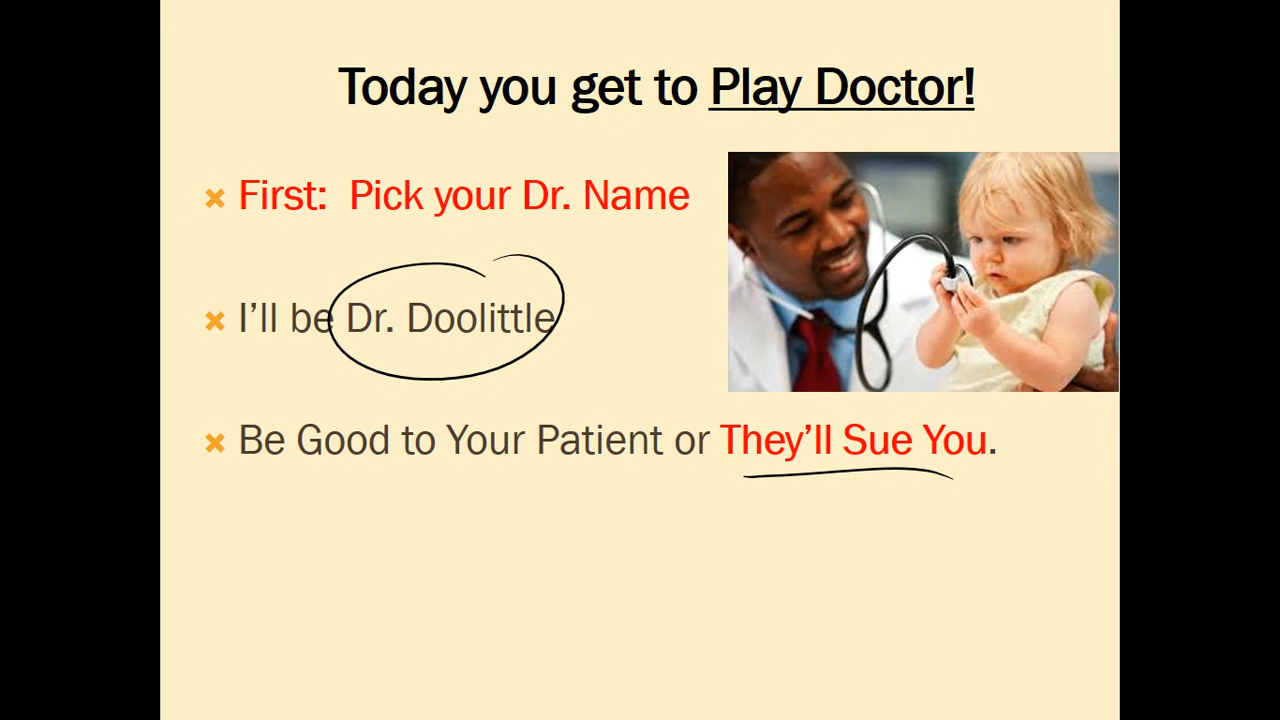 Today you get to Play Doctor!
First: Pick your Dr. Name
I'll be Dr. Doolittle
Be Good to Your Patient or They'll Sue You.